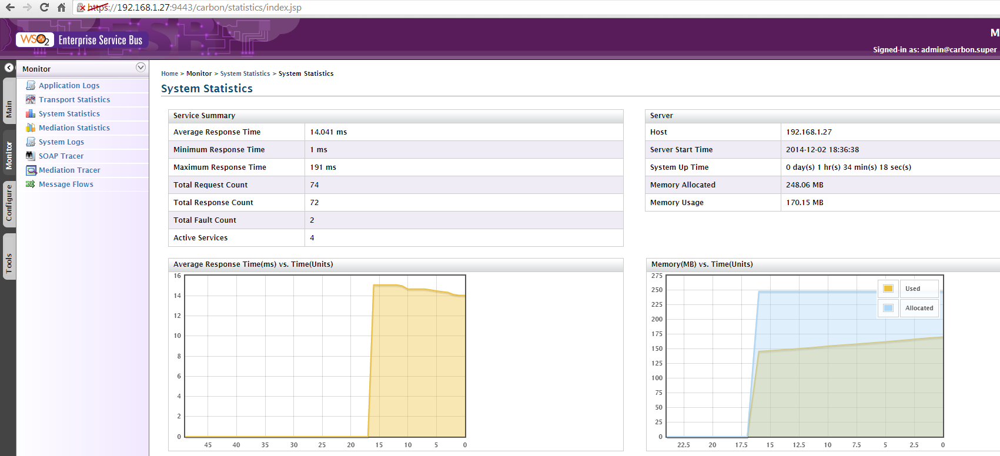 https://192.168.1.27:9443/carbon/statistics/index.jsp
WSO2 Enterprise Service Bus
M
Signed-in as: admin@carbon.super
Main
Monitor
Configure
Tools
Monitor
Application Logs
Transport Statistics
System Statistics
Mediation Statistics
System Logs
SOAP Tracer
Mediation Tracer
Message Flows
Home > Monitor > System Statistics > System Statistics
System Statistics
Service Summary
Average Response Time 14.041 ms
Minimum Response Time 1 ms
Maximum Response Time 191 ms
Total Request Count 74
Total Response Count 72
Total Fault Count 2
Active Services 4
Server
Host 192.168.1.27
Server Start Time 2014-12-02 18:36:38
System Up Time 0 day(s) 1 hr(s) 34 min(s) 18 sec(s)
Memory Allocated 248.06 MB
Memory Usage 170.15 MB
Average Response Time(ms) vs. Time(Units)
16
14
12
10
8
6
4
2
0
45 40 35 30 25 20 15 10 5 0
Memory(MB) vs. Time(Units)
275
250
225
200
175
150
125
100
75
50
25
0
22.5 20 17.5 15 12.5 10 7.5 5 2.5 0
Used
Allocated